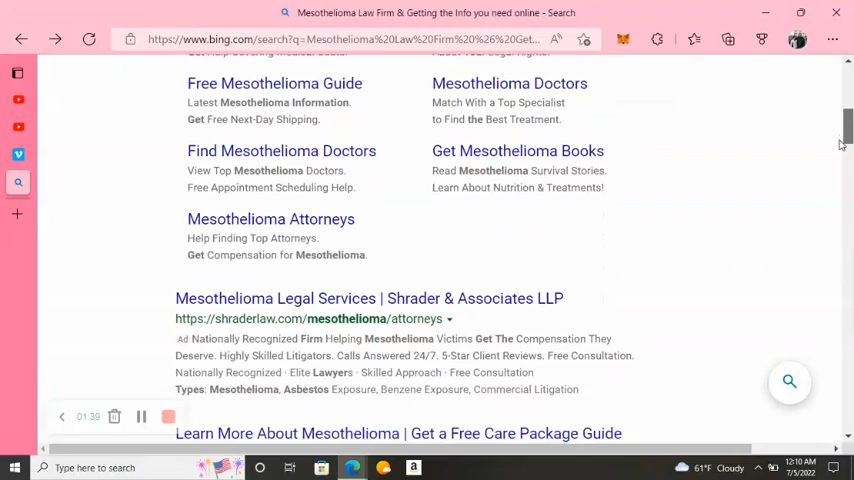 Mesothelioma Law Firm & Getting the Info you need online - Search
https://www.bing.com/search?q=Mesothelioma%20Law%20Firm%20%26%20Get...
Free Mesothelioma Guide
Latest Mesothelioma Information.
Get Free Next-Day Shipping.
Mesothelioma Doctors
Match With a Top Specialist
to Find the Best Treatment.
Find Mesothelioma Doctors
View Top Mesothelioma Doctors.
Free Appointment Scheduling Help.
Get Mesothelioma Books
Read Mesothelioma Survival Stories.
Learn About Nutrition & Treatments!
Mesothelioma Attorneys
Help Finding Top Attorneys.
Get Compensation for Mesothelioma.
Mesothelioma Legal Services | Shrader & Associates LLP
https://shraderlaw.com/mesothelioma/attorneys
Ad Nationally Recognized Firm Helping Mesothelioma Victims Get The Compensation They
Deserve. Highly Skilled Litigators. Calls Answered 24/7. 5-Star Client Reviews. Free Consultation.
Nationally Recognized · Elite Lawyers · Skilled Approach · Free Consultation
Types: Mesothelioma, Asbestos Exposure, Benzene Exposure, Commercial Litigation
1:39
Learn More About Mesothelioma | Get a Free Care Package Guide
Type here to search
61°F Cloudy
12:10 AM
7/5/2022